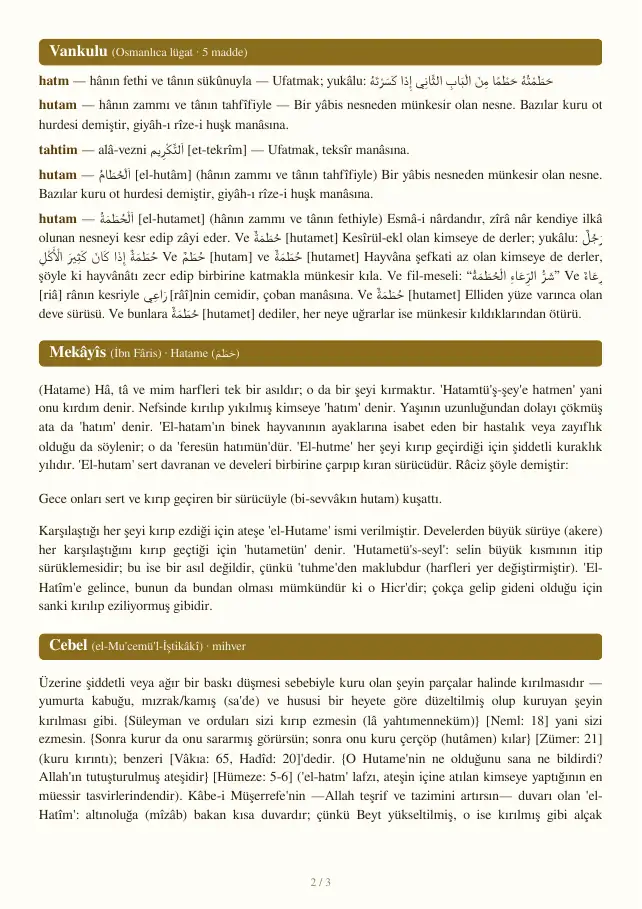 Vankulu (Osmanlıca lügat · 5 madde)
hatm — hânın fethi ve tânın sükûnuyla — Ufatmak; yukâlu: حَطَمْتُهُ حَطْمًا مِنَ الْبَابِ الثَّانِي إِذَا كَسَرْتَهُ
hutam — hânın zammı ve tânın tahfîfiyle — Bir yâbis nesneden münkesir olan nesne. Bazılar kuru ot
hurdesi demiştir, giyâh-ı rîze-i huşk manâsına.
tahtim — alâ-vezni اَلتَّكْرِيم [et-tekrîm] — Ufatmak, teksîr manâsına.
hutam — اَلْحُطَامُ [el-hutâm] (hânın zammı ve tânın tahfîfiyle) Bir yâbis nesneden münkesir olan nesne.
Bazılar kuru ot hurdesi demiştir, giyâh-ı rîze-i huşk manâsına.
hutam — اَلْحُطَمَةُ [el-hutamet] (hânın zammı ve tânın fethiyle) Esmâ-i nârdandır, zîrâ nâr kendiye ilkâ
olunan nesneyi kesr edip zâyi eder. Ve حُطَمَةٌ [hutamet] Kesîrül-ekl olan kimseye de derler; yukâlu: رَجُلٌ
حُطَمَةٌ إِذَا كَانَ كَثِيرَ الْأَكْلِ Ve حُطَمٌ [hutam] ve حُطَمَةٌ [hutamet] Hayvâna şefkati az olan kimseye de derler,
şöyle ki hayvânâtı zecr edip birbirine katmakla münkesir kıla. Ve fil-meseli: “شَرُّ الرِّعَاءِ الْحُطَمَةُ” Ve رِعَاءٌ
[riâ] rânın kesriyle رَاعِي [râî]nin cemidir, çoban manâsına. Ve حُطَمَةٌ [hutamet] Elliden yüze varınca olan
deve sürüsü. Ve bunlara حُطَمَةٌ [hutamet] dediler, her neye uğrarlar ise münkesir kıldıklarından ötürü.
Mekâyîs (İbn Fâris) · Hatame (حَطَمَ)
(Hatame) Hâ, tâ ve mim harfleri tek bir asıldır; o da bir şeyi kırmaktır. 'Hatamtü'ş-şey'e hatmen' yani
onu kırdım denir. Nefsinde kırılıp yıkılmış kimseye 'hatım' denir. Yaşının uzunluğundan dolayı çökmüş
ata da 'hatım' denir. 'El-hatam'ın binek hayvanının ayaklarına isabet eden bir hastalık veya zayıflık
olduğu da söylenir; o da 'feresün hatımün'dür. 'El-hutme' her şeyi kırıp geçirdiği için şiddetli kuraklık
yılıdır. 'El-hutam' sert davranan ve develeri birbirine çarpıp kıran sürücüdür. Râciz şöyle demiştir:
Gece onları sert ve kırıp geçiren bir sürücüyle (bi-sevvâkın hutam) kuşattı.
Karşılaştığı her şeyi kırıp ezdiği için ateşe 'el-Hutame' ismi verilmiştir. Develerden büyük sürüye (akere)
her karşılaştığını kırıp geçtiği için 'hutametün' denir. 'Hutametü's-seyl': selin büyük kısmının itip
sürüklemesidir; bu ise bir asıl değildir, çünkü 'tuhme'den maklubdur (harfleri yer değiştirmiştir). 'El-
Hatîm'e gelince, bunun da bundan olması mümkündür ki o Hicr'dir; çokça gelip gideni olduğu için
sanki kırılıp eziliyormuş gibidir.
Cebel (el-Mu'cemü'l-İştikâkî) · mihver
Üzerine şiddetli veya ağır bir baskı düşmesi sebebiyle kuru olan şeyin parçalar halinde kırılmasıdır —
yumurta kabuğu, mızrak/kamış (sa'de) ve hususi bir heyete göre düzeltilmiş olup kuruyan şeyin
kırılması gibi. {Süleyman ve orduları sizi kırıp ezmesin (lâ yahtımenneküm)} [Neml: 18] yani sizi
ezmesin. {Sonra kurur da onu sararmış görürsün; sonra onu kuru çerçöp (hutâmen) kılar} [Zümer: 21]
(kuru kırıntı); benzeri [Vâkıa: 65, Hadîd: 20]'dedir. {O Hutame'nin ne olduğunu sana ne bildirdi?
Allah'ın tutuşturulmuş ateşidir} [Hümeze: 5-6] ('el-hatm' lafzı, ateşin içine atılan kimseye yaptığının en
müessir tasvirlerindendir). Kâbe-i Müşerrefe'nin —Allah teşrif ve tazimini artırsın— duvarı olan 'el-
Hatîm': altınoluğa (mîzâb) bakan kısa duvardır; çünkü Beyt yükseltilmiş, o ise kırılmış gibi alçak
2 / 3